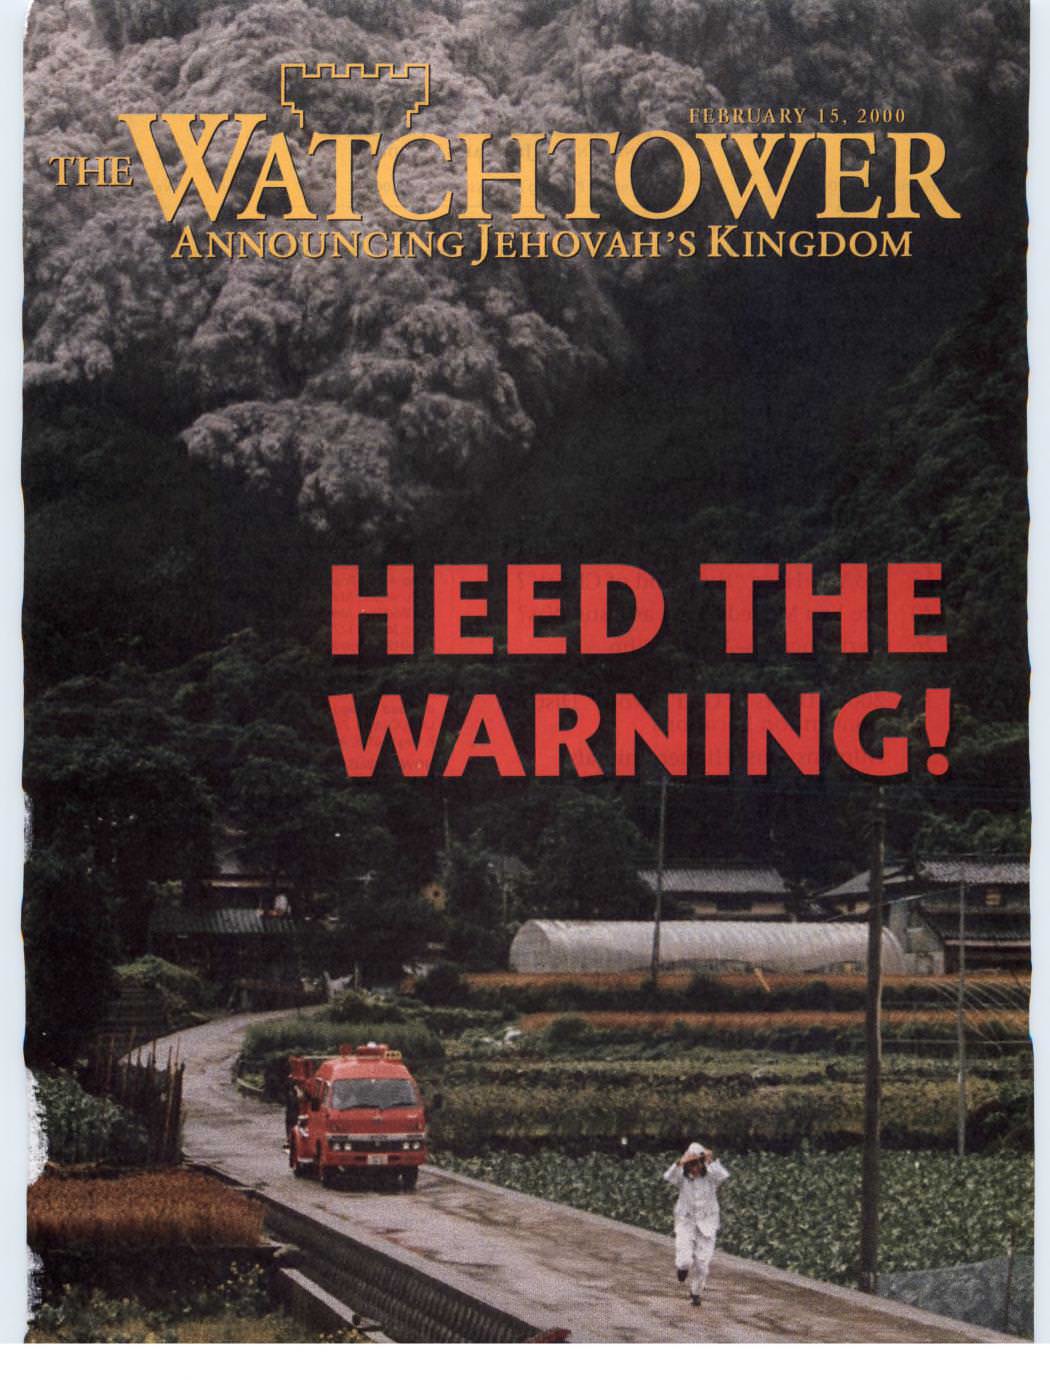 FEBRUARY 15, 2000
THE WATCHTOWER
ANNOUNCING JEHOVAH'S KINGDOM
HEED THE
WARNING!